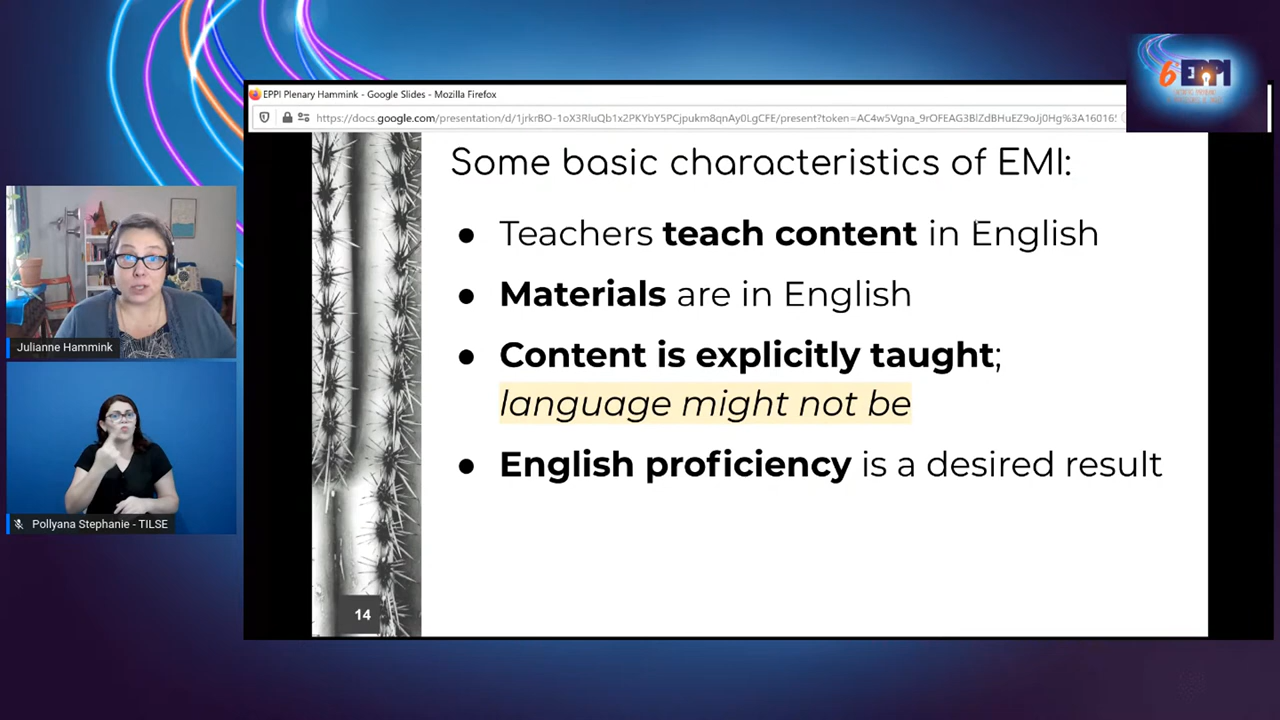 6EPPI
EPPI Plenary Hammink - Google Slides - Mozilla Firefox
Some basic characteristics of EMI:
● Teachers teach content in English
● Materials are in English
● Content is explicitly taught;
language might not be
● English proficiency is a desired result
14
Julianne Hammink
Pollyana Stephanie - TILSE